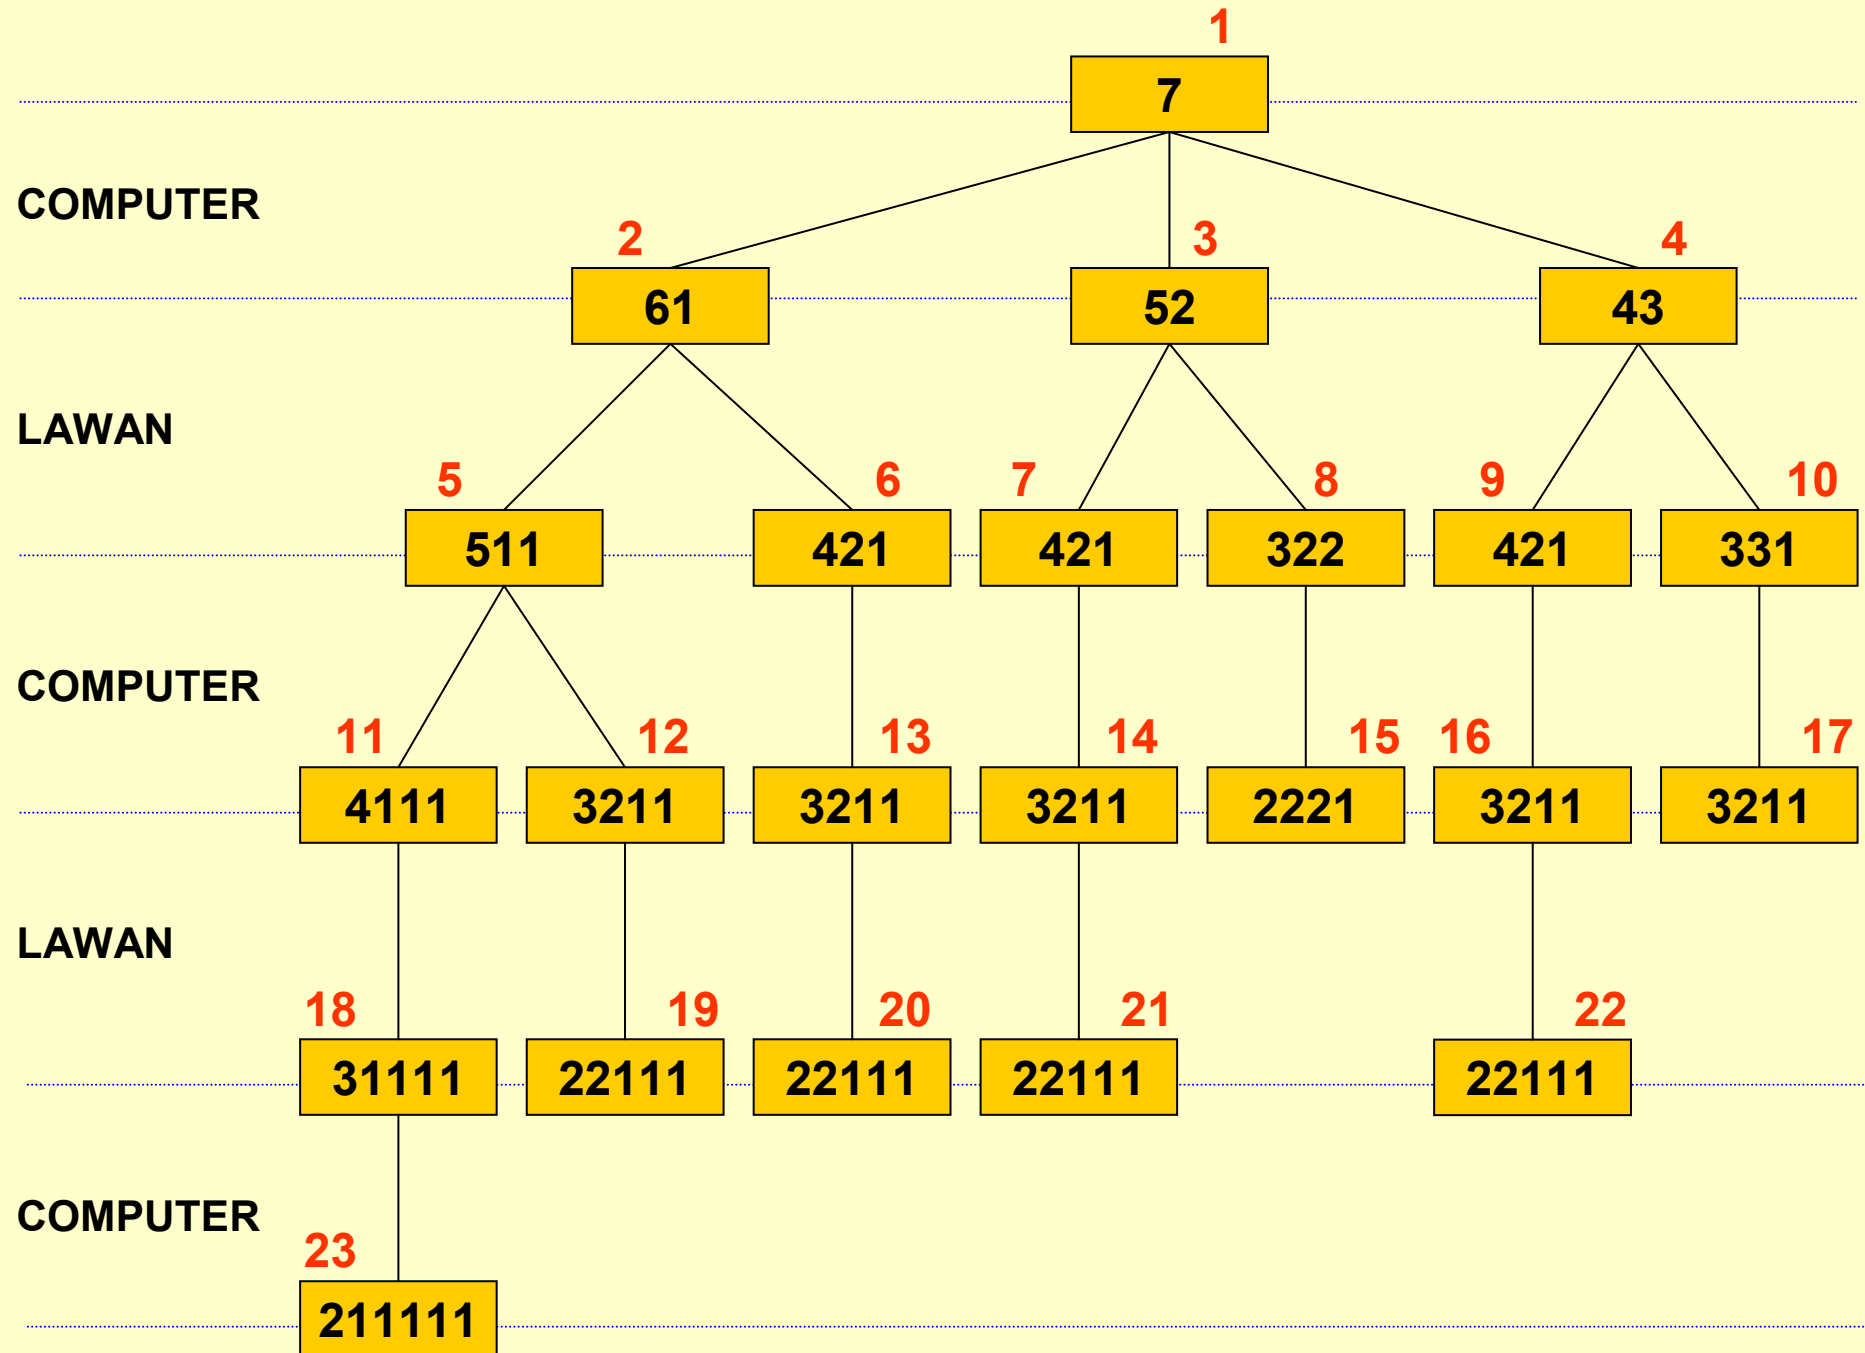 1
7
COMPUTER
2 3 4
61 52 43
LAWAN
5 6 7 8 9 10
511 421 421 322 421 331
COMPUTER
11 12 13 14 15 16 17
4111 3211 3211 3211 2221 3211 3211
LAWAN
18 19 20 21 22
31111 22111 22111 22111 22111
COMPUTER
23
211111